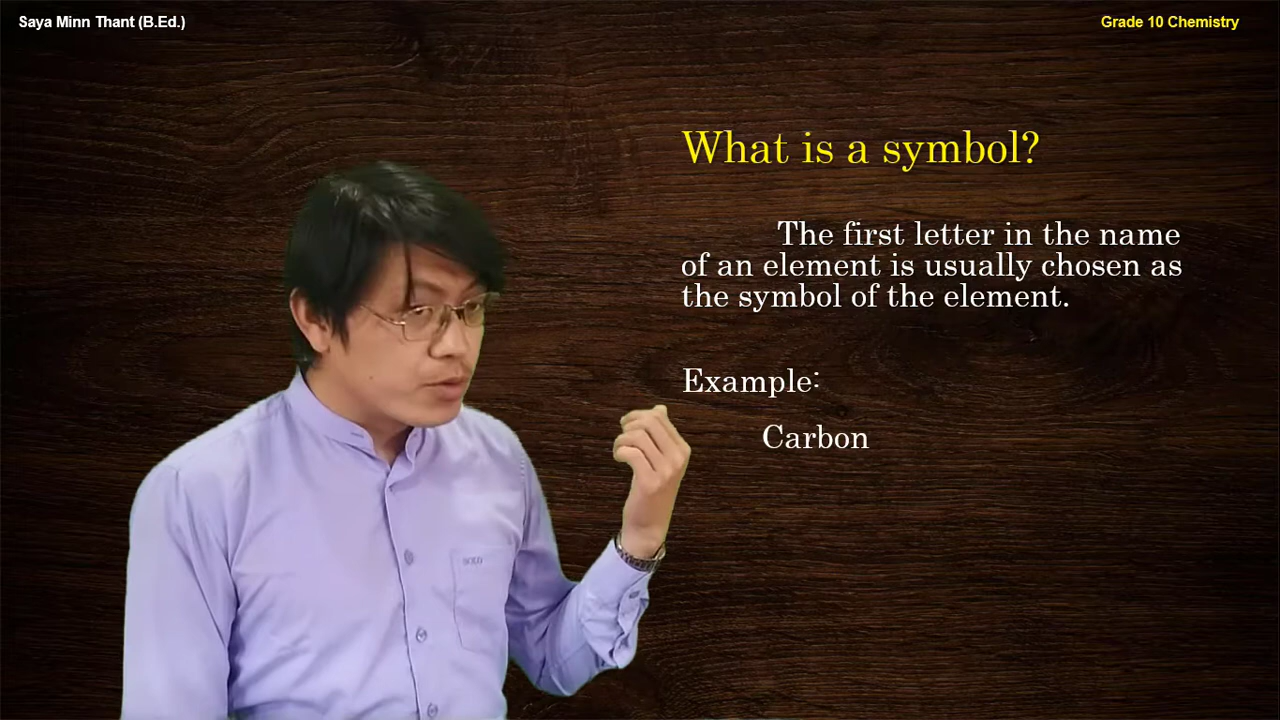 Saya Minn Thant (B.Ed.)
Grade 10 Chemistry
What is a symbol?
The first letter in the name
of an element is usually chosen as
the symbol of the element.
Example:
Carbon